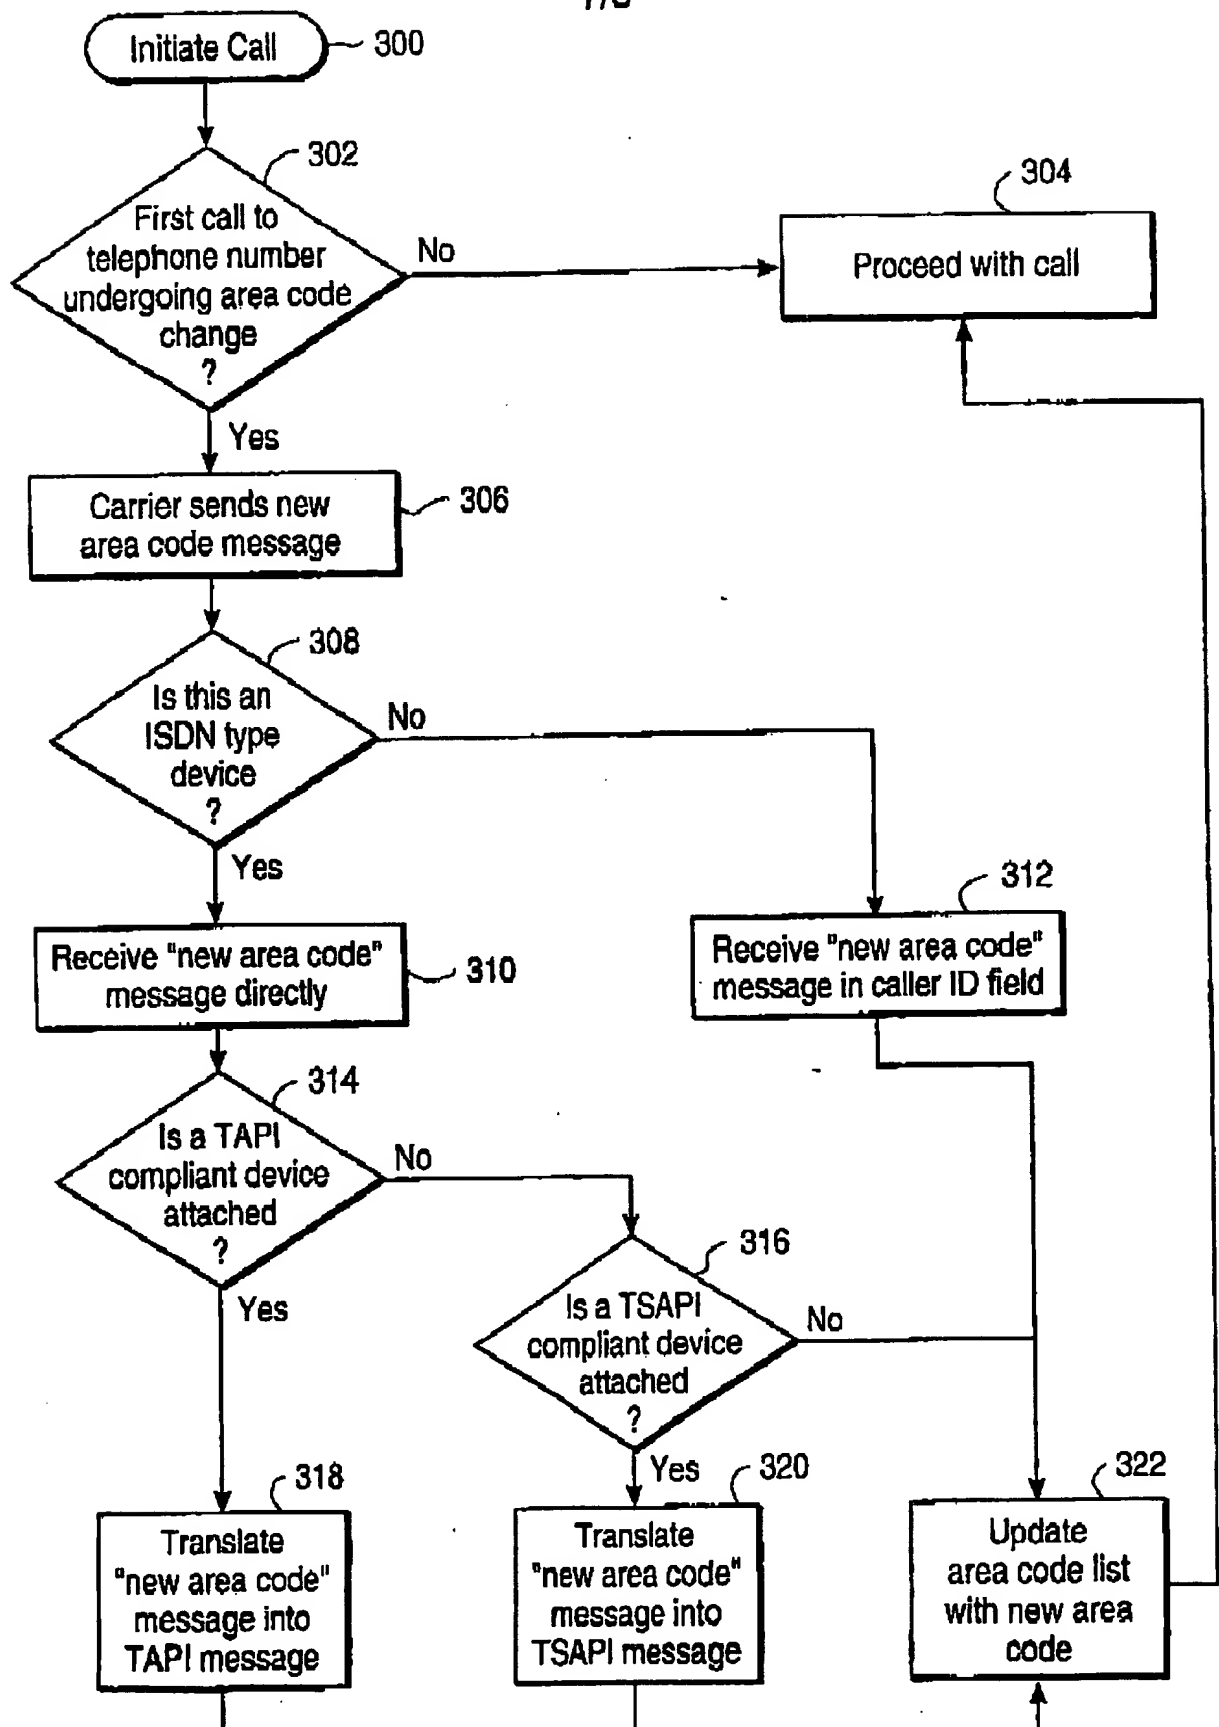 Initiate Call
300
302
First call to
telephone number
undergoing area code
change
?
No
304
Proceed with call
Yes
Carrier sends new
area code message
306
308
Is this an
ISDN type
device
?
No
Yes
Receive "new area code"
message directly
310
312
Receive "new area code"
message in caller ID field
314
Is a TAPI
compliant device
attached
?
No
Yes
316
Is a TSAPI
compliant device
attached
?
No
Yes
318
Translate
"new area code"
message into
TAPI message
320
Translate
"new area code"
message into
TSAPI message
322
Update
area code list
with new area
code